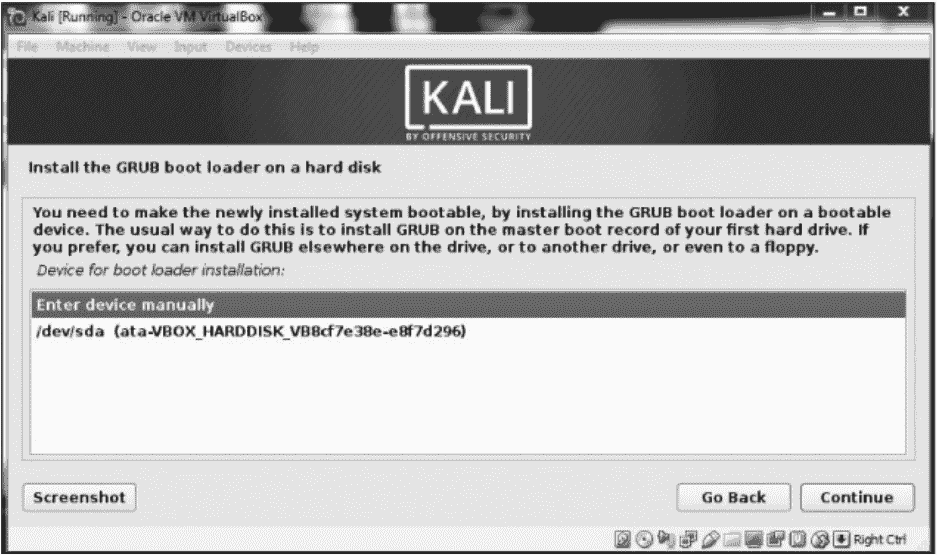 Kali [Running] - Oracle VM VirtualBox
File Machine View Input Devices Help
KALI
BY OFFENSIVE SECURITY
Install the GRUB boot loader on a hard disk
You need to make the newly installed system bootable, by installing the GRUB boot loader on a bootable
device. The usual way to do this is to install GRUB on the master boot record of your first hard drive. If
you prefer, you can install GRUB elsewhere on the drive, or to another drive, or even to a floppy.
Device for boot loader installation:
Enter device manually
/dev/sda (ata-VBOX_HARDDISK_VB8cf7e38e-e8f7d296)
Screenshot
Go Back
Continue
Right Ctrl